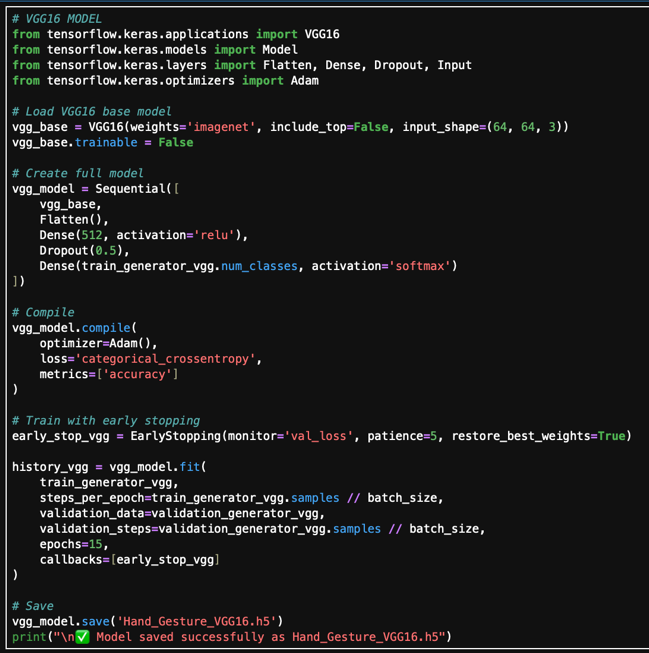 # VGG16 MODEL
from tensorflow.keras.applications import VGG16
from tensorflow.keras.models import Model
from tensorflow.keras.layers import Flatten, Dense, Dropout, Input
from tensorflow.keras.optimizers import Adam

# Load VGG16 base model
vgg_base = VGG16(weights='imagenet', include_top=False, input_shape=(64, 64, 3))
vgg_base.trainable = False

# Create full model
vgg_model = Sequential([
    vgg_base,
    Flatten(),
    Dense(512, activation='relu'),
    Dropout(0.5),
    Dense(train_generator_vgg.num_classes, activation='softmax')
])

# Compile
vgg_model.compile(
    optimizer=Adam(),
    loss='categorical_crossentropy',
    metrics=['accuracy']
)

# Train with early stopping
early_stop_vgg = EarlyStopping(monitor='val_loss', patience=5, restore_best_weights=True)

history_vgg = vgg_model.fit(
    train_generator_vgg,
    steps_per_epoch=train_generator_vgg.samples // batch_size,
    validation_data=validation_generator_vgg,
    validation_steps=validation_generator_vgg.samples // batch_size,
    epochs=15,
    callbacks=[early_stop_vgg]
)

# Save
vgg_model.save('Hand_Gesture_VGG16.h5')
print("\n✅ Model saved successfully as Hand_Gesture_VGG16.h5")